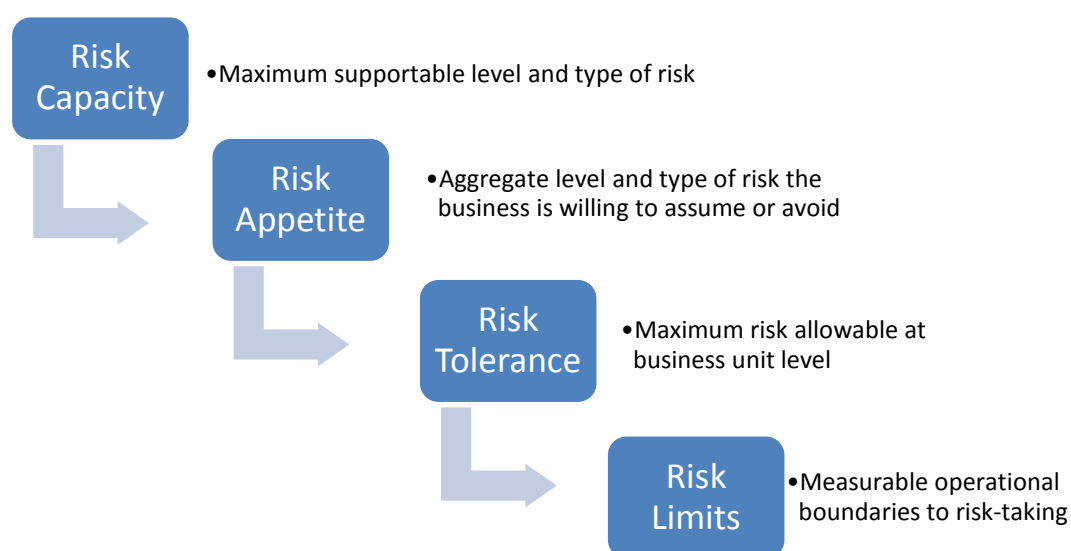 Risk
Capacity
•Maximum supportable level and type of risk
Risk
Appetite
•Aggregate level and type of risk the
business is willing to assume or avoid
Risk
Tolerance
•Maximum risk allowable at
business unit level
Risk
Limits
•Measurable operational
boundaries to risk-taking